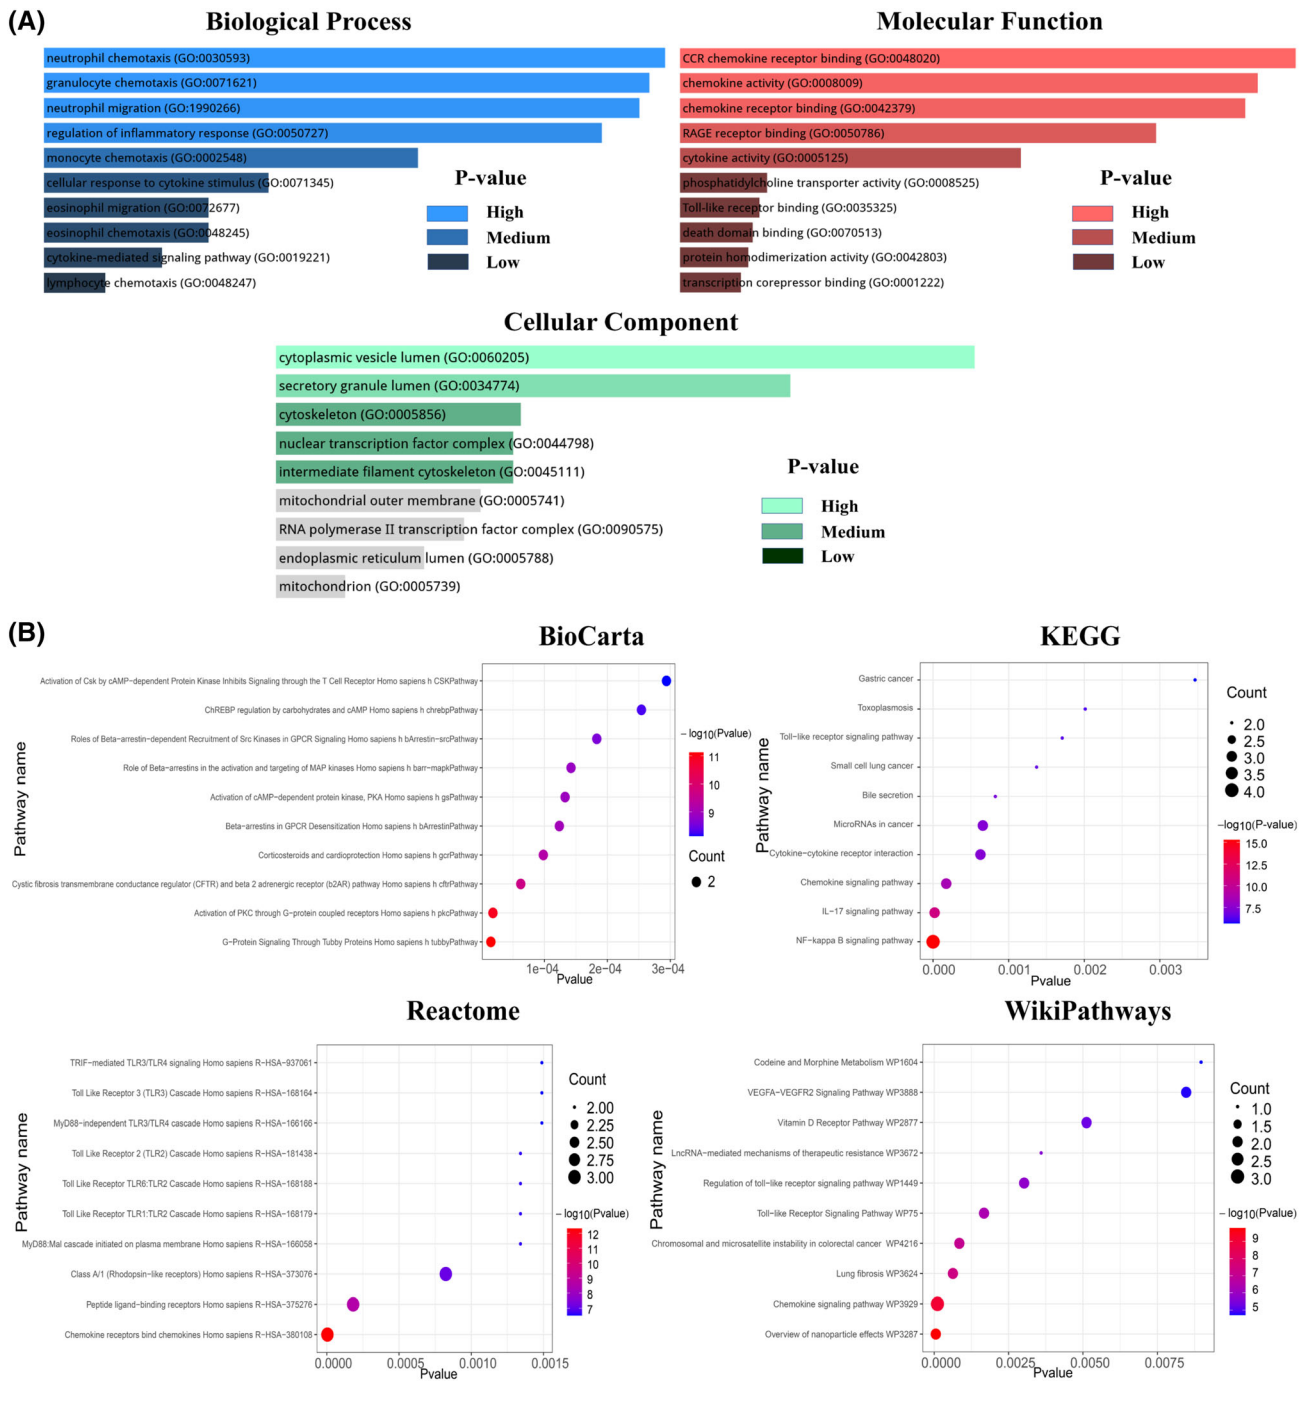 (A)
Biological Process
neutrophil chemotaxis (GO:0030593)
granulocyte chemotaxis (GO:0071621)
neutrophil migration (GO:1990266)
regulation of inflammatory response (GO:0050727)
monocyte chemotaxis (GO:0002548)
cellular response to cytokine stimulus (GO:0071345)
eosinophil migration (GO:0072677)
eosinophil chemotaxis (GO:0048245)
cytokine-mediated signaling pathway (GO:0019221)
lymphocyte chemotaxis (GO:0048247)
P-value
High
Medium
Low
Molecular Function
CCR chemokine receptor binding (GO:0048020)
chemokine activity (GO:0008009)
chemokine receptor binding (GO:0042379)
RAGE receptor binding (GO:0050786)
cytokine activity (GO:0005125)
phosphatidylcholine transporter activity (GO:0008525)
Toll-like receptor binding (GO:0035325)
death domain binding (GO:0070513)
protein homodimerization activity (GO:0042803)
transcription corepressor binding (GO:0001222)
P-value
High
Medium
Low
Cellular Component
cytoplasmic vesicle lumen (GO:0060205)
secretory granule lumen (GO:0034774)
cytoskeleton (GO:0005856)
nuclear transcription factor complex (GO:0044798)
intermediate filament cytoskeleton (GO:0045111)
mitochondrial outer membrane (GO:0005741)
RNA polymerase II transcription factor complex (GO:0090575)
endoplasmic reticulum lumen (GO:0005788)
mitochondrion (GO:0005739)
P-value
High
Medium
Low
(B)
BioCarta
Pathway name
Activation of Csk by cAMP−dependent Protein Kinase Inhibits Signaling through the T Cell Receptor Homo sapiens h CSKPathway
ChREBP regulation by carbohydrates and cAMP Homo sapiens h chrebpPathway
Roles of Beta−arrestin−dependent Recruitment of Src Kinases in GPCR Signaling Homo sapiens h bArrestin−srcPathway
Role of Beta−arrestins in the activation and targeting of MAP kinases Homo sapiens h barr−mapkPathway
Activation of cAMP−dependent protein kinase, PKA Homo sapiens h gsPathway
Beta−arrestins in GPCR Desensitization Homo sapiens h bArrestinPathway
Corticosteroids and cardioprotection Homo sapiens h gcrPathway
Cystic fibrosis transmembrane conductance regulator (CFTR) and beta 2 adrenergic receptor (b2AR) pathway Homo sapiens h cftrPathway
Activation of PKC through G−protein coupled receptors Homo sapiens h pkcPathway
G−Protein Signaling Through Tubby Proteins Homo sapiens h tubbyPathway
1e−04 2e−04 3e−04
Pvalue
−log10(Pvalue)
11
10
9
Count
2
KEGG
Pathway name
Gastric cancer
Toxoplasmosis
Toll−like receptor signaling pathway
Small cell lung cancer
Bile secretion
MicroRNAs in cancer
Cytokine−cytokine receptor interaction
Chemokine signaling pathway
IL−17 signaling pathway
NF−kappa B signaling pathway
0.000 0.001 0.002 0.003
Pvalue
Count
2.0
2.5
3.0
3.5
4.0
−log10(P-value)
15.0
12.5
10.0
7.5
Reactome
Pathway name
TRIF−mediated TLR3/TLR4 signaling Homo sapiens R−HSA−937061
Toll Like Receptor 3 (TLR3) Cascade Homo sapiens R−HSA−168164
MyD88−independent TLR3/TLR4 cascade Homo sapiens R−HSA−166166
Toll Like Receptor 2 (TLR2) Cascade Homo sapiens R−HSA−181438
Toll Like Receptor TLR6:TLR2 Cascade Homo sapiens R−HSA−168188
Toll Like Receptor TLR1:TLR2 Cascade Homo sapiens R−HSA−168179
MyD88:Mal cascade initiated on plasma membrane Homo sapiens R−HSA−166058
Class A/1 (Rhodopsin−like receptors) Homo sapiens R−HSA−373076
Peptide ligand−binding receptors Homo sapiens R−HSA−375276
Chemokine receptors bind chemokines Homo sapiens R−HSA−380108
0.0000 0.0005 0.0010 0.0015
Pvalue
Count
2.00
2.25
2.50
2.75
3.00
−log10(Pvalue)
12
11
10
9
8
7
WikiPathways
Pathway name
Codeine and Morphine Metabolism WP1604
VEGFA−VEGFR2 Signaling Pathway WP3888
Vitamin D Receptor Pathway WP2877
LncRNA−mediated mechanisms of therapeutic resistance WP3672
Regulation of toll−like receptor signaling pathway WP1449
Toll−like Receptor Signaling Pathway WP75
Chromosomal and microsatellite instability in colorectal cancer WP4216
Lung fibrosis WP3624
Chemokine signaling pathway WP3929
Overview of nanoparticle effects WP3287
0.0000 0.0025 0.0050 0.0075
Pvalue
Count
1.0
1.5
2.0
2.5
3.0
−log10(Pvalue)
9
8
7
6
5